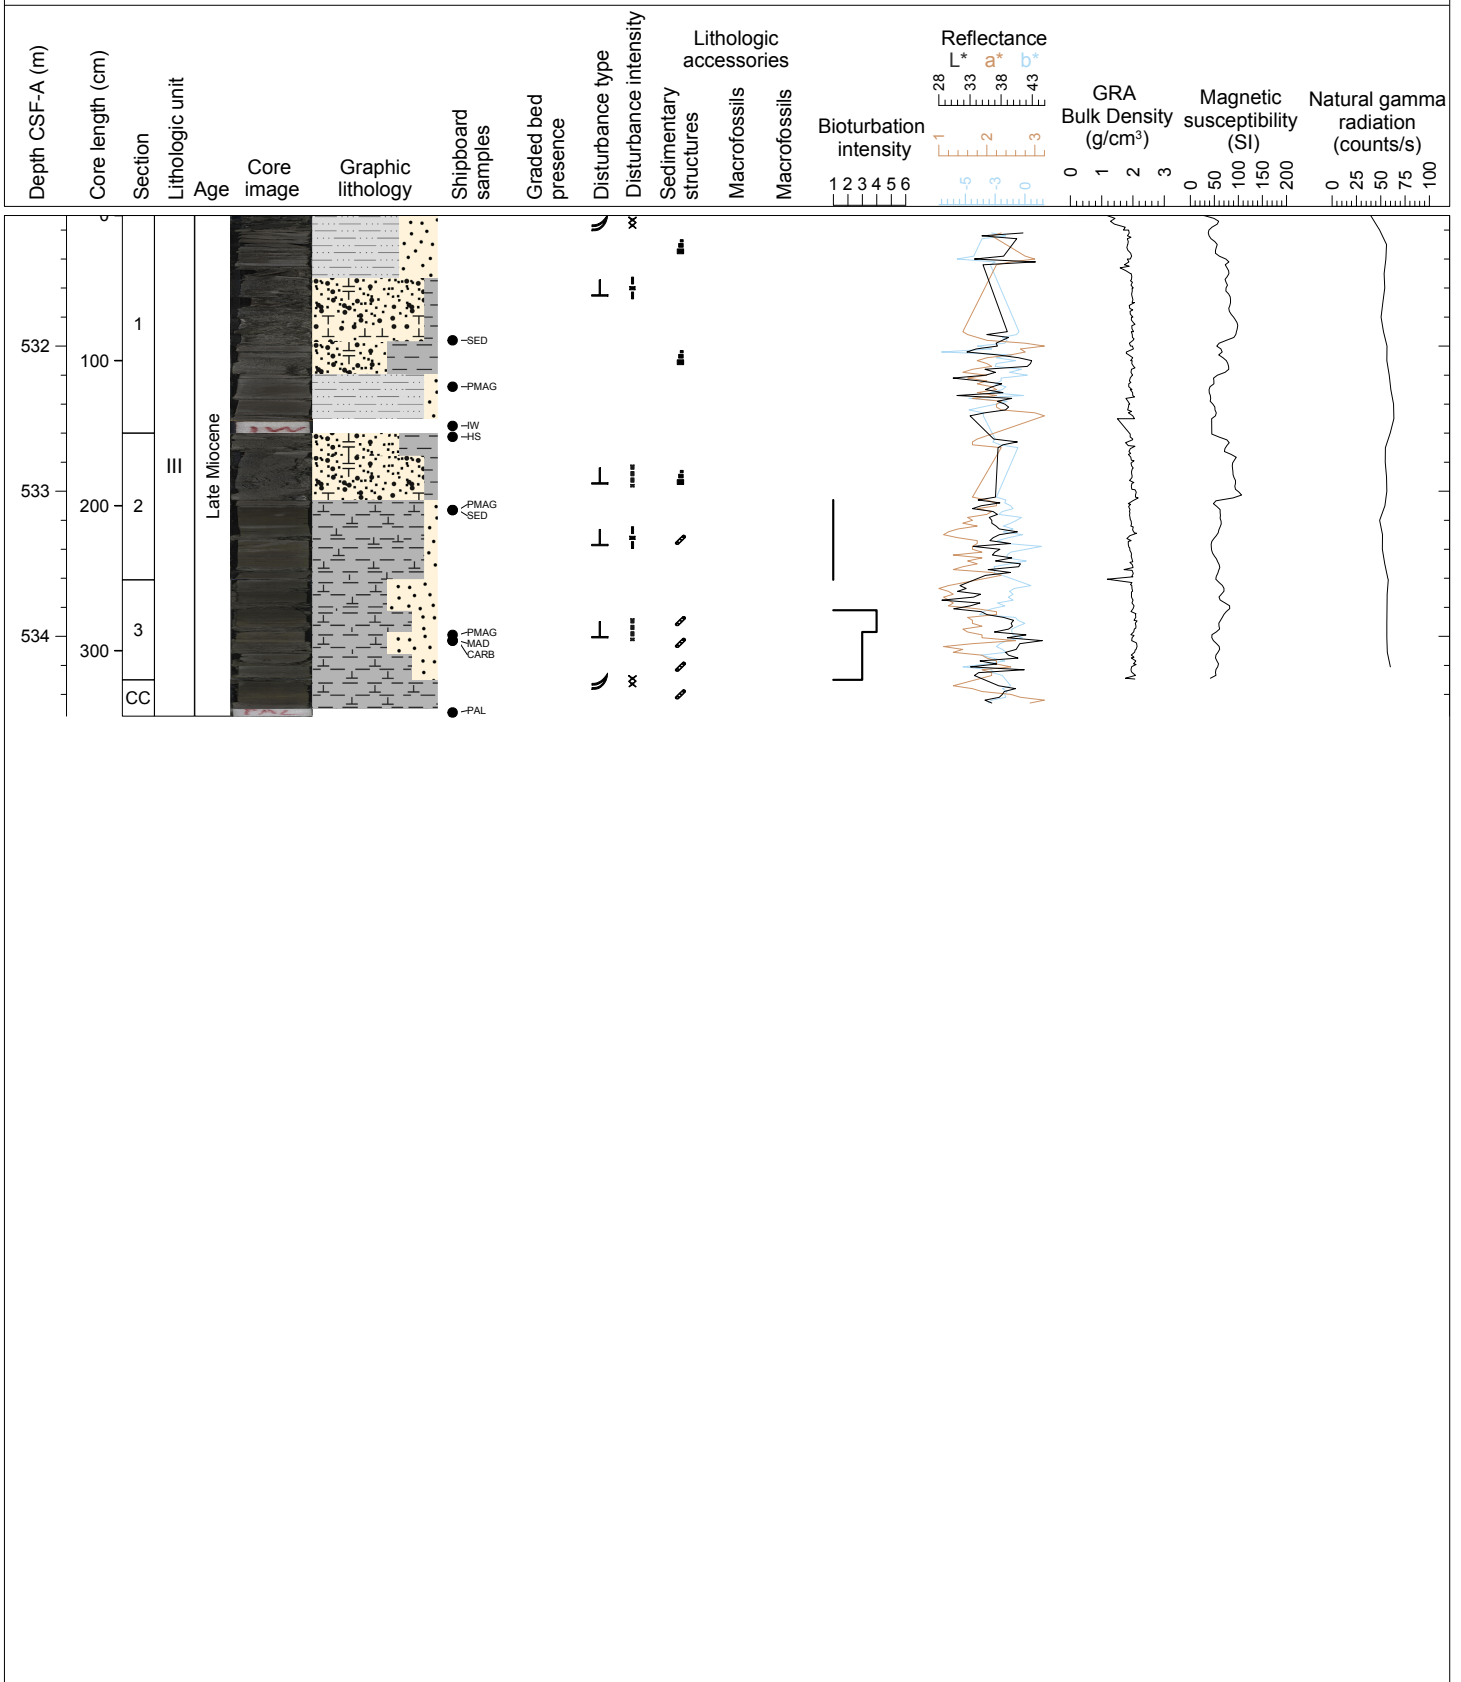 Depth CSF-A (m)
Core length (cm)
Section
Lithologic unit
Age
Core
image
Graphic
lithology
Shipboard
samples
Graded bed
presence
Disturbance type
Disturbance intensity
Lithologic
accessories
Sedimentary
structures
Macrofossils
Macrofossils
Bioturbation
intensity
1 2 3 4 5 6
Reflectance
L* a* b*
28 33 38 43
1 2 3
-5 -3 0
GRA
Bulk Density
(g/cm³)
0 1 2 3
Magnetic
susceptibility
(SI)
0 50 100 150 200
Natural gamma
radiation
(counts/s)
0 25 50 75 100
0
532
100
533
200
534
300
1
2
3
CC
III
Late Miocene
SED
PMAG
IW
HS
PMAG
SED
PMAG
MAD
CARB
PAL
IW
PAL